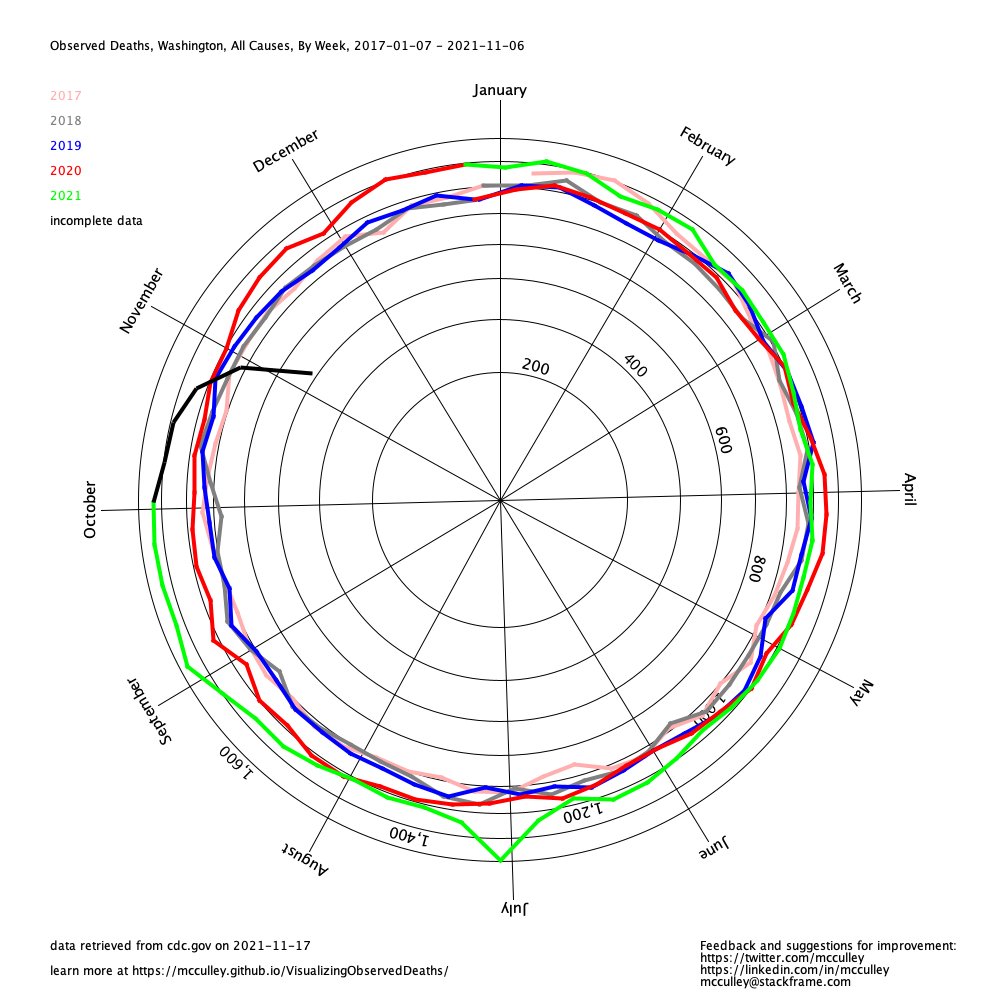 Observed Deaths, Washington, All Causes, By Week, 2017-01-07 - 2021-11-06
January
2017
2018
2019
2020
2021
incomplete data
December
February
November
March
200
400
600
October
April
800
September
May
1,600
1,200
1,400
August
June
July
data retrieved from cdc.gov on 2021-11-17
learn more at https://mcculley.github.io/VisualizingObservedDeaths/
Feedback and suggestions for improvement:
https://twitter.com/mcculley
https://linkedin.com/in/mcculley
mcculley@stackframe.com